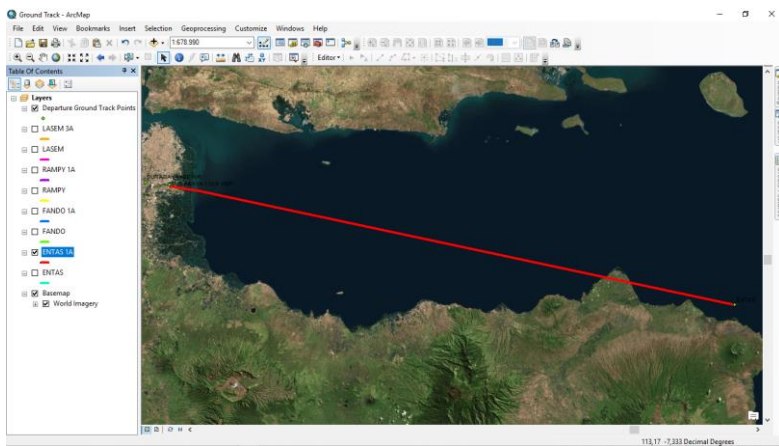 Ground Track - ArcMap
File Edit View Bookmarks Insert Selection Geoprocessing Customize Windows Help
1:678.990
Editor
Table Of Contents
Layers
Departure Ground Track Points
LASEM 3A
LASEM
RAMPY 1A
RAMPY
FANDO 1A
FANDO
ENTAS 1A
ENTAS
Basemap
World Imagery
113,17 -7,333 Decimal Degrees